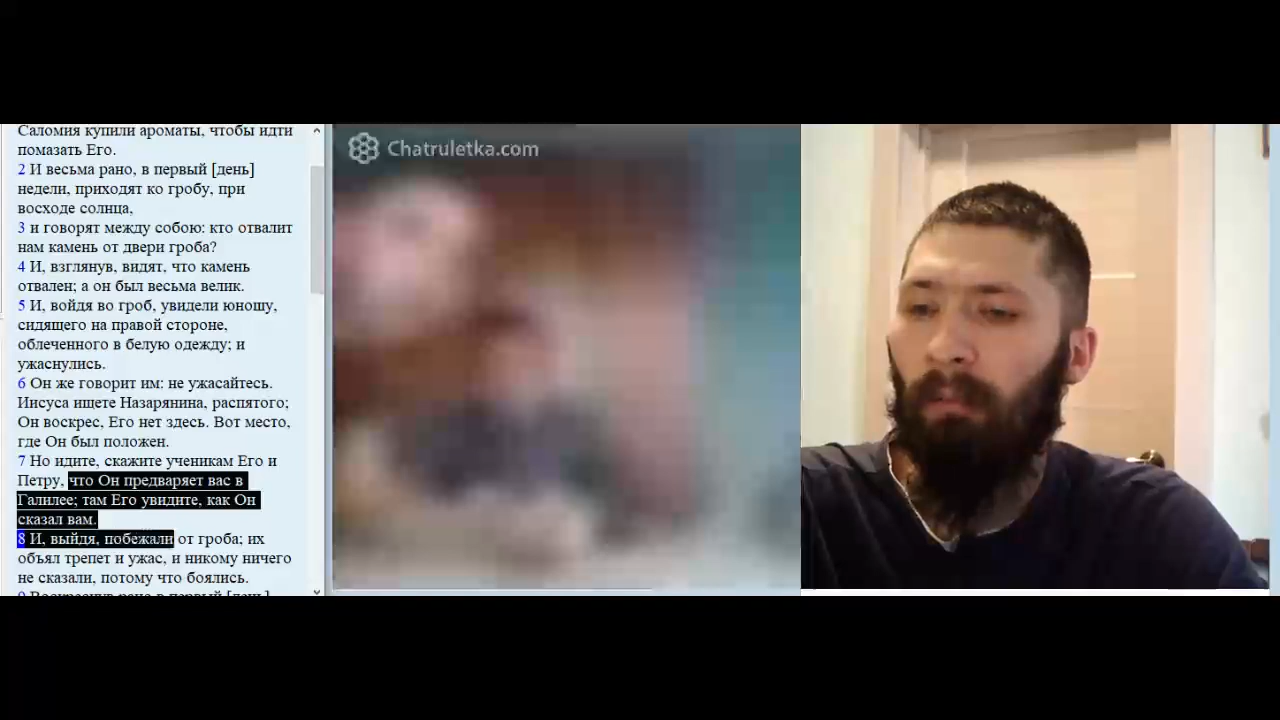 Саломия купили ароматы, чтобы идти
помазать Его.
2 И весьма рано, в первый [день]
недели, приходят ко гробу, при
восходе солнца,
3 и говорят между собою: кто отвалит
нам камень от двери гроба?
4 И, взглянув, видят, что камень
отвален; а он был весьма велик.
5 И, войдя во гроб, увидели юношу,
сидящего на правой стороне,
облеченного в белую одежду; и
ужаснулись.
6 Он же говорит им: не ужасайтесь.
Иисуса ищете Назарянина, распятого;
Он воскрес, Его нет здесь. Вот место,
где Он был положен.
7 Но идите, скажите ученикам Его и
Петру, что Он предваряет вас в
Галилее; там Его увидите, как Он
сказал вам.
8 И, выйдя, побежали от гроба; их
объял трепет и ужас, и никому ничего
не сказали, потому что боялись.
9 Воскреснув рано в первый [день]
Chatruletka.com